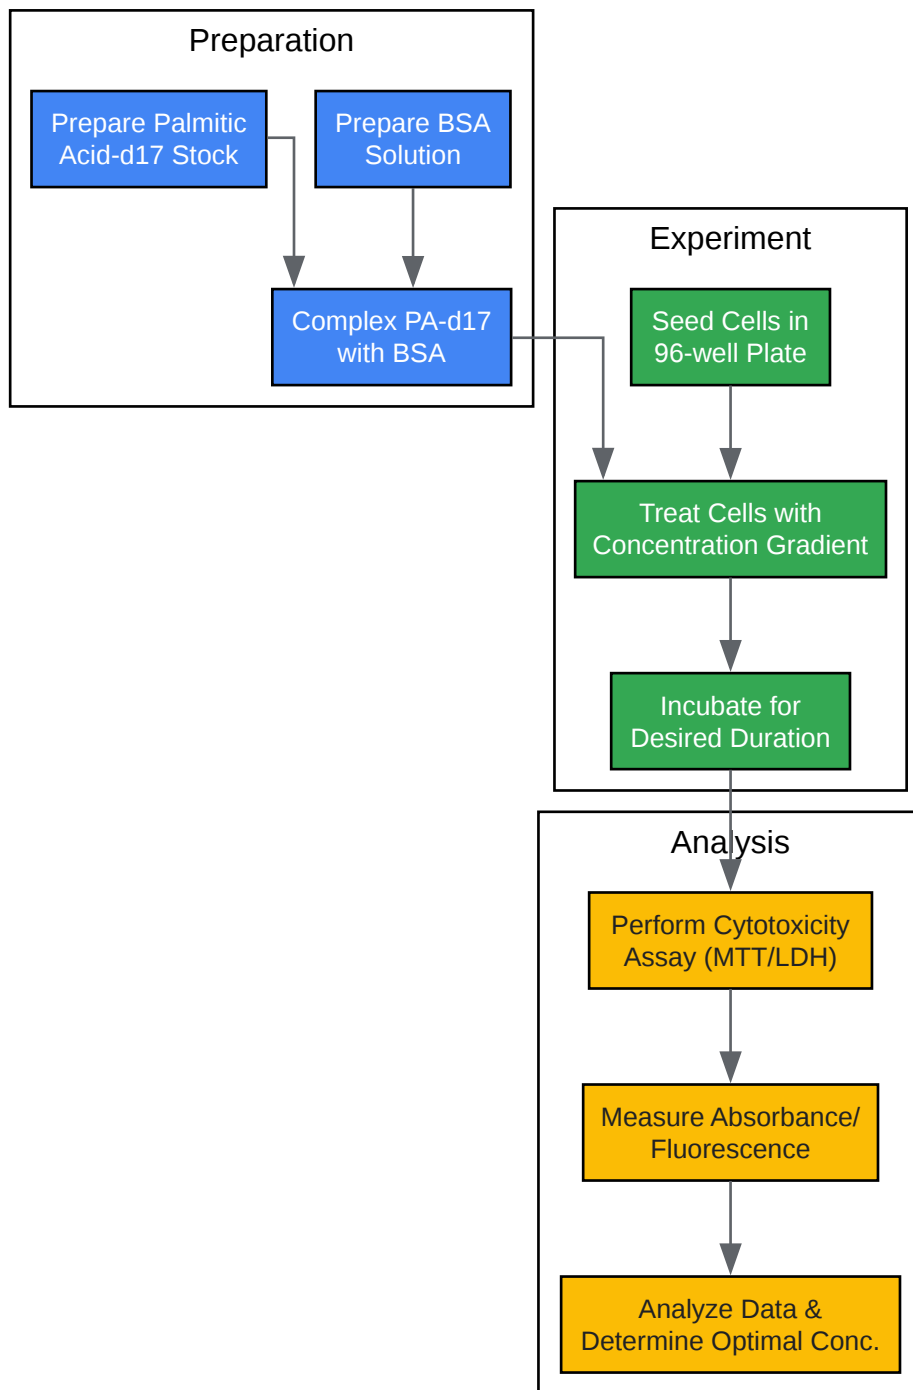 Preparation
Prepare Palmitic
Acid-d17 Stock
Prepare BSA
Solution
Complex PA-d17
with BSA
Experiment
Seed Cells in
96-well Plate
Treat Cells with
Concentration Gradient
Incubate for
Desired Duration
Analysis
Perform Cytotoxicity
Assay (MTT/LDH)
Measure Absorbance/
Fluorescence
Analyze Data &
Determine Optimal Conc.